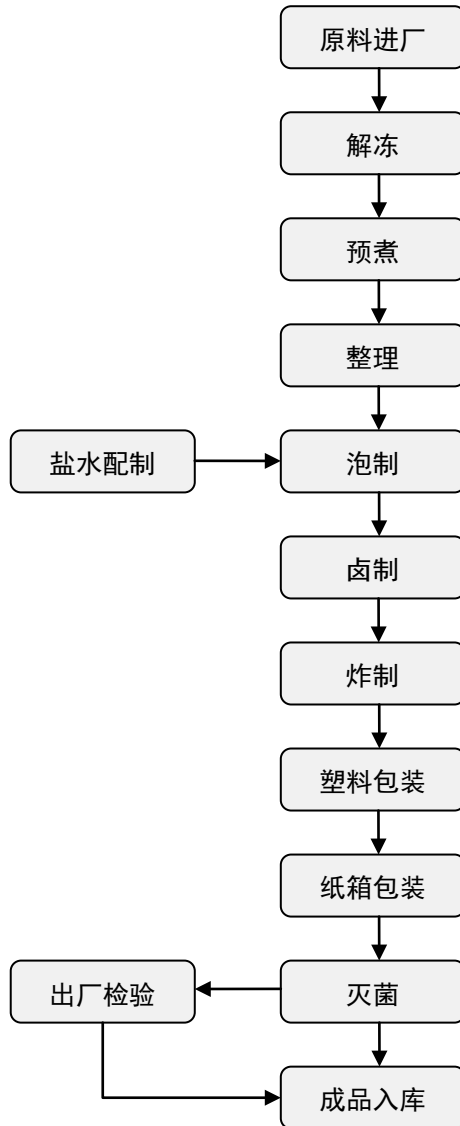 原料进厂
解冻
预煮
整理
盐水配制
泡制
卤制
炸制
塑料包装
纸箱包装
出厂检验
灭菌
成品入库